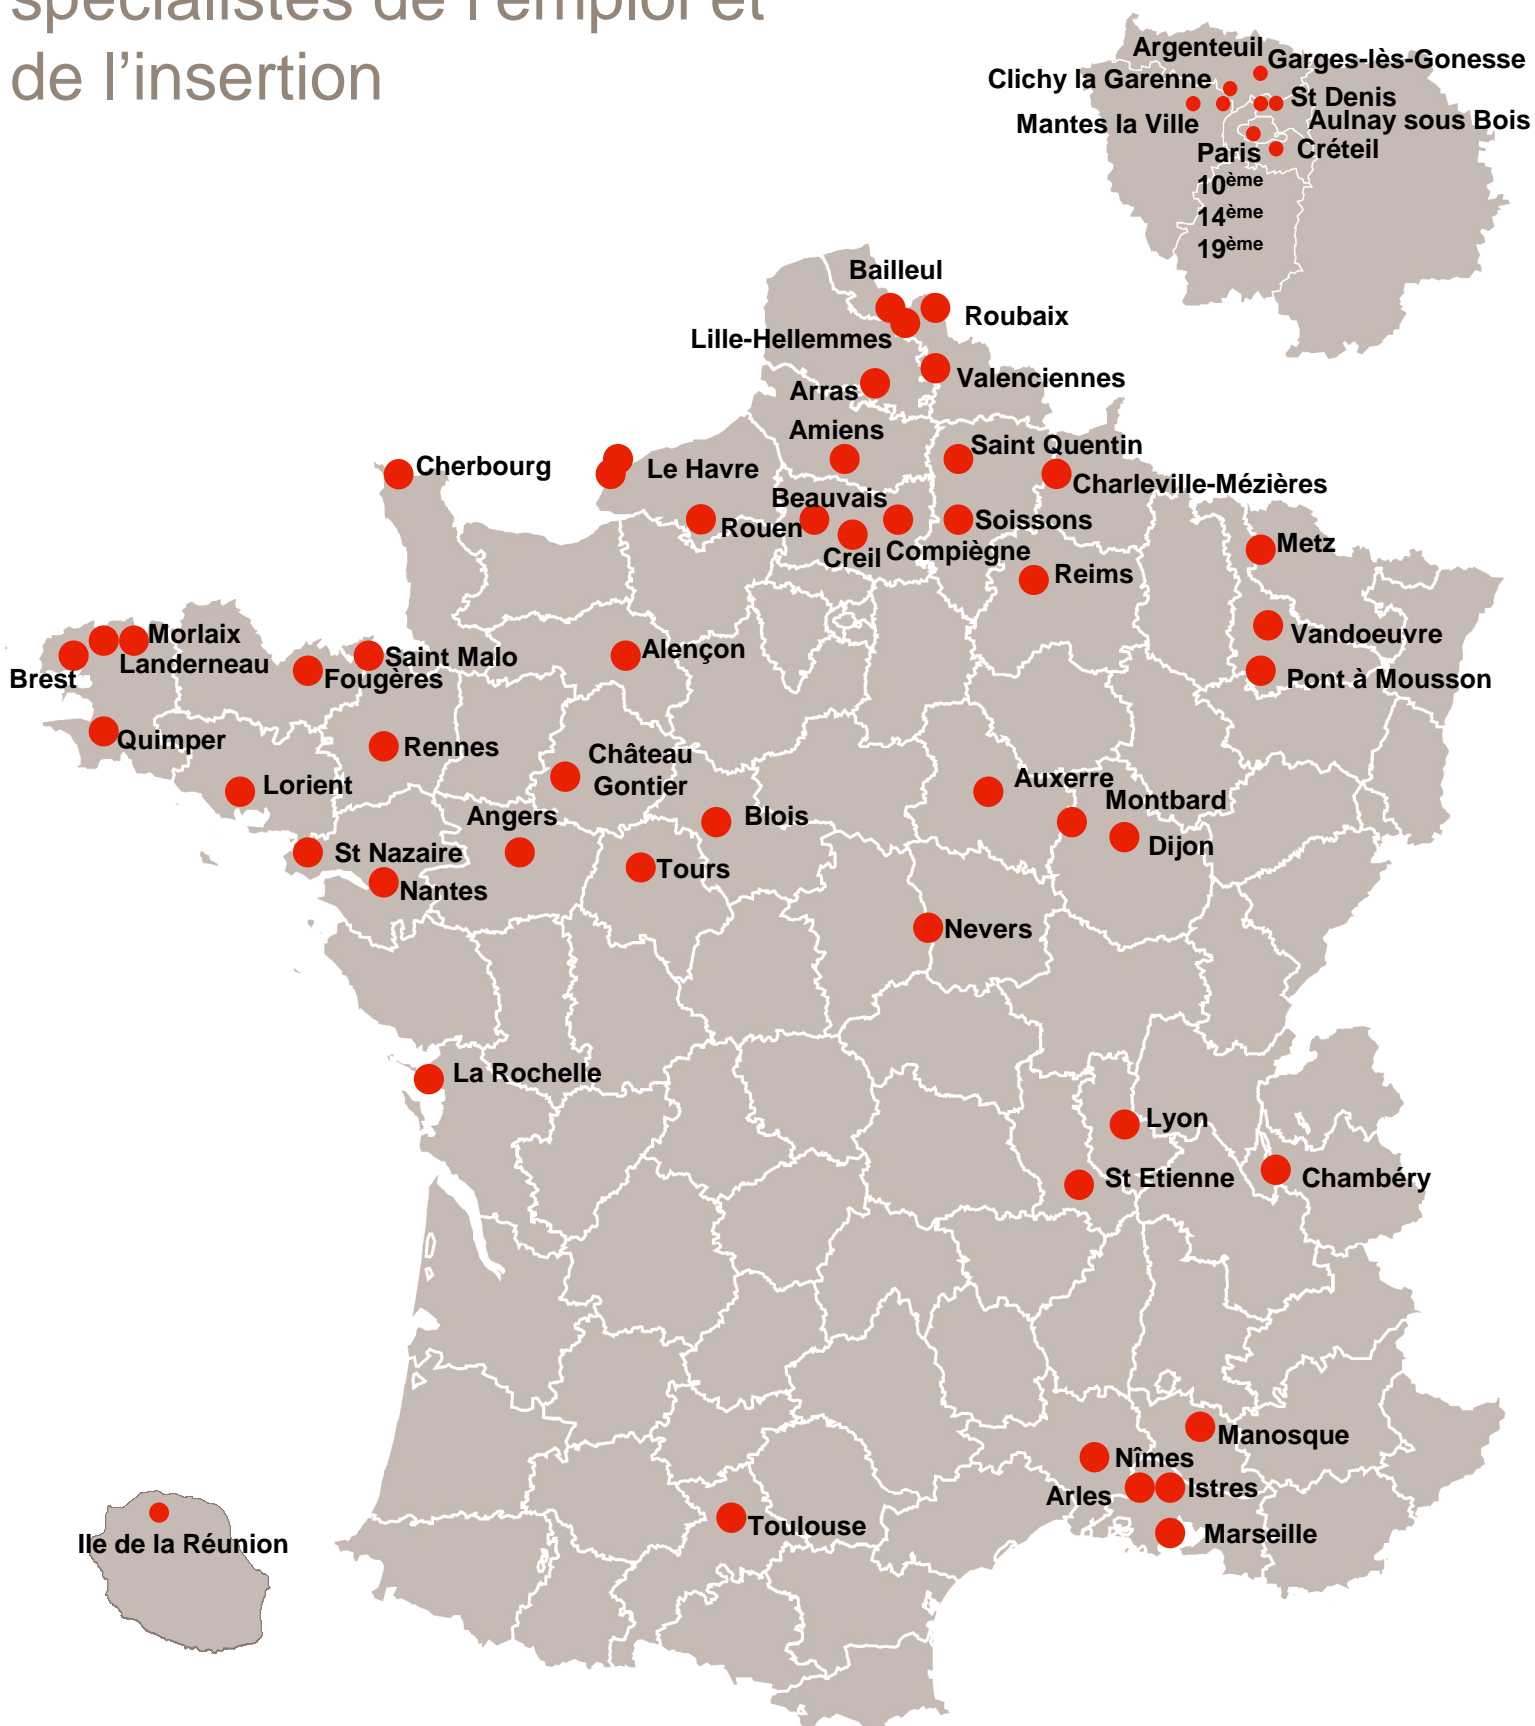 spécialistes de l'emploi et
de l'insertion
Argenteuil
Garges-lès-Gonesse
Clichy la Garenne
St Denis
Mantes la Ville
Aulnay sous Bois
Paris
Créteil
10ème
14ème
19ème
Bailleul
Roubaix
Lille-Hellemmes
Valenciennes
Arras
Amiens
Saint Quentin
Cherbourg
Le Havre
Charleville-Mézières
Beauvais
Rouen
Soissons
Creil
Compiègne
Metz
Reims
Morlaix
Vandoeuvre
Landerneau
Saint Malo
Alençon
Brest
Fougères
Pont à Mousson
Quimper
Rennes
Château
Gontier
Lorient
Auxerre
Montbard
Angers
Blois
Dijon
St Nazaire
Tours
Nantes
Nevers
La Rochelle
Lyon
St Etienne
Chambéry
Manosque
Nîmes
Arles
Istres
Toulouse
Marseille
Ile de la Réunion